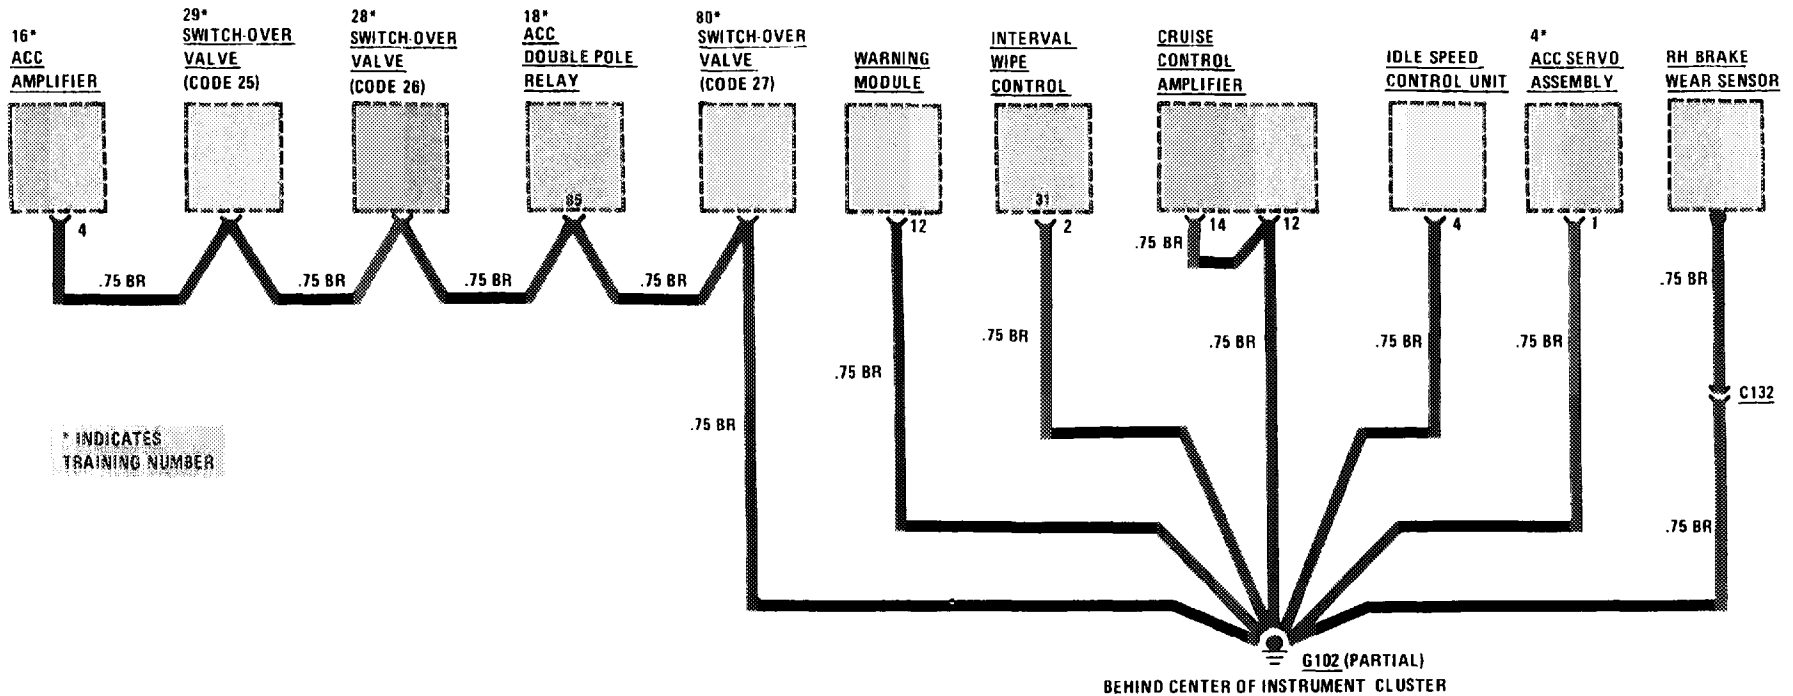 16*
ACC
AMPLIFIER
29*
SWITCH-OVER
VALVE
(CODE 25)
28*
SWITCH-OVER
VALVE
(CODE 26)
18*
ACC
DOUBLE POLE
RELAY
80*
SWITCH-OVER
VALVE
(CODE 27)
WARNING
MODULE
INTERVAL
WIPE
CONTROL
CRUISE
CONTROL
AMPLIFIER
IDLE SPEED
CONTROL UNIT
4*
ACC SERVO
ASSEMBLY
RH BRAKE
WEAR SENSOR
85
31
4
12
2
14
12
4
1
.75 BR
.75 BR
.75 BR
.75 BR
.75 BR
.75 BR
.75 BR
.75 BR
.75 BR
.75 BR
.75 BR
.75 BR
C132
.75 BR
* INDICATES
TRAINING NUMBER
G102 (PARTIAL)
BEHIND CENTER OF INSTRUMENT CLUSTER